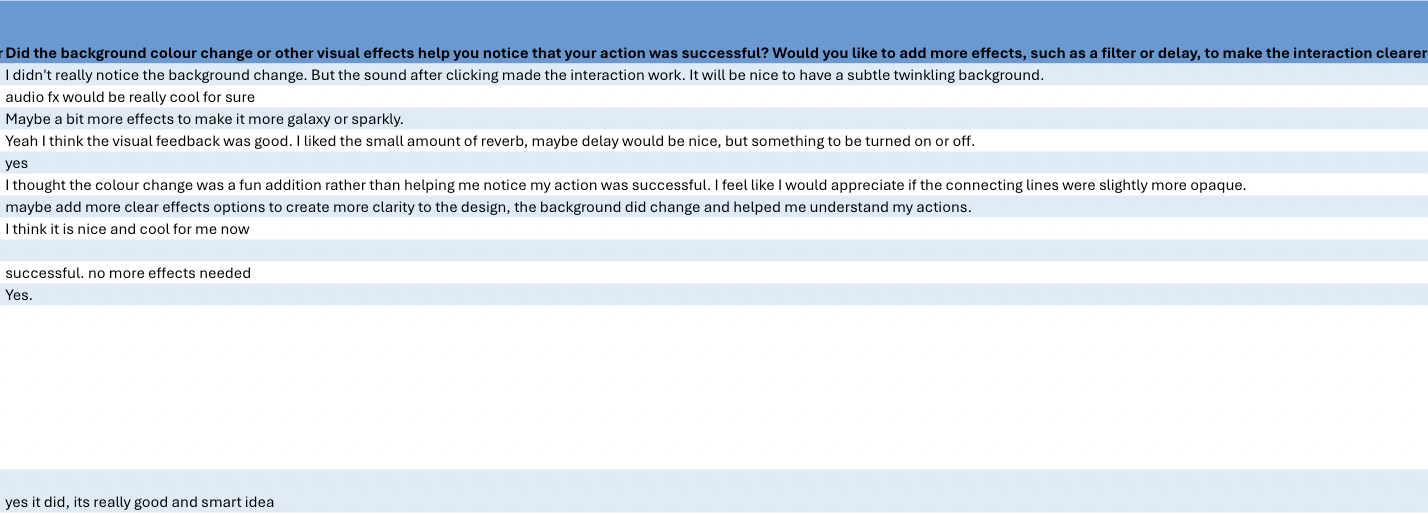 r Did the background colour change or other visual effects help you notice that your action was successful? Would you like to add more effects, such as a filter or delay, to make the interaction clearer
I didn't really notice the background change. But the sound after clicking made the interaction work. It will be nice to have a subtle twinkling background.
audio fx would be really cool for sure
Maybe a bit more effects to make it more galaxy or sparkly.
Yeah I think the visual feedback was good. I liked the small amount of reverb, maybe delay would be nice, but something to be turned on or off.
yes
I thought the colour change was a fun addition rather than helping me notice my action was successful. I feel like I would appreciate if the connecting lines were slightly more opaque.
maybe add more clear effects options to create more clarity to the design, the background did change and helped me understand my actions.
I think it is nice and cool for me now
successful. no more effects needed
Yes.
yes it did, its really good and smart idea